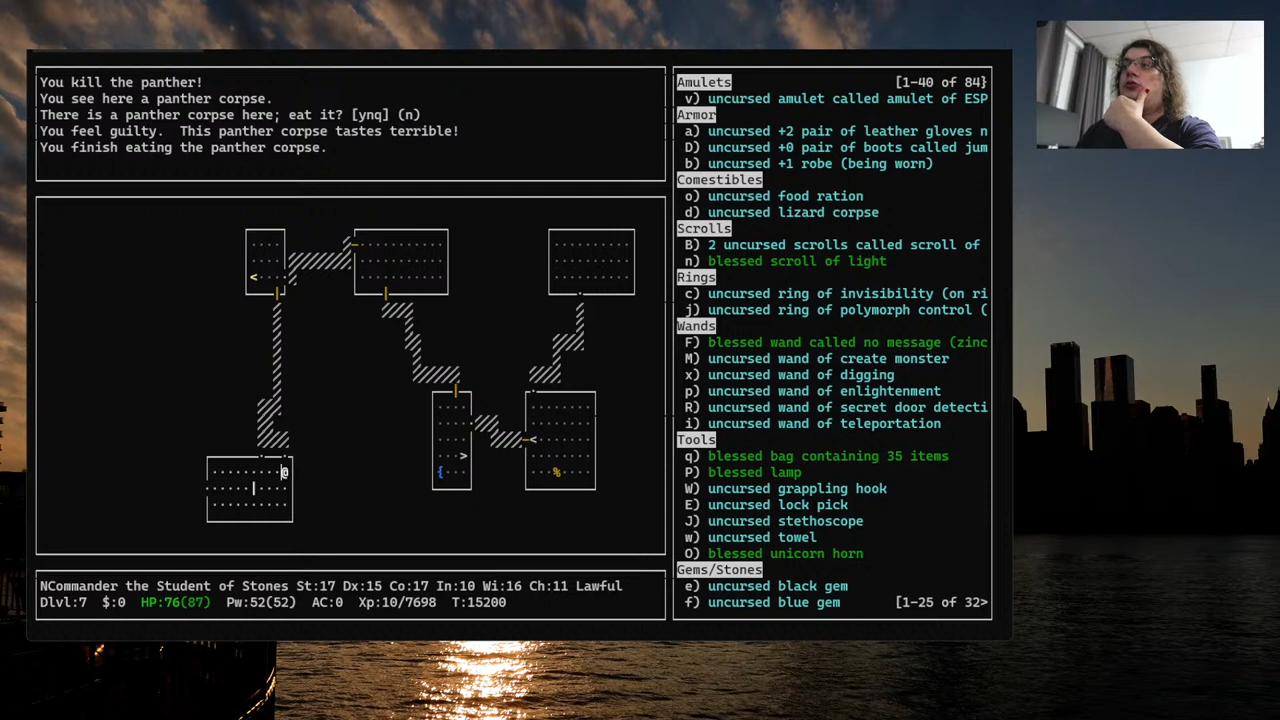 You kill the panther!
You see here a panther corpse.
There is a panther corpse here; eat it? [ynq] (n)
You feel guilty.  This panther corpse tastes terrible!
You finish eating the panther corpse.
NCommander the Student of Stones St:17 Dx:15 Co:17 In:10 Wi:16 Ch:11 Lawful
Dlvl:7 $:0 HP:76(87) Pw:52(52) AC:0 Xp:10/7698 T:15200
Amulets [1-40 of 84}
v) uncursed amulet called amulet of ESP
Armor
a) uncursed +2 pair of leather gloves n
D) uncursed +0 pair of boots called jum
b) uncursed +1 robe (being worn)
Comestibles
o) uncursed food ration
d) uncursed lizard corpse
Scrolls
B) 2 uncursed scrolls called scroll of
n) blessed scroll of light
Rings
c) uncursed ring of invisibility (on ri
j) uncursed ring of polymorph control (
Wands
F) blessed wand called no message (zinc
M) uncursed wand of create monster
x) uncursed wand of digging
p) uncursed wand of enlightenment
R) uncursed wand of secret door detecti
i) uncursed wand of teleportation
Tools
q) blessed bag containing 35 items
P) blessed lamp
W) uncursed grappling hook
E) uncursed lock pick
J) uncursed stethoscope
w) uncursed towel
O) blessed unicorn horn
Gems/Stones
e) uncursed black gem
f) uncursed blue gem [1-25 of 32>